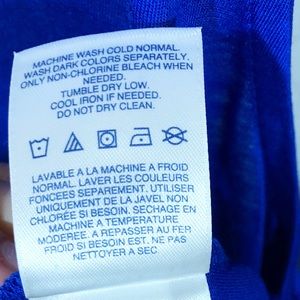 MACHINE WASH COLD NORMAL.
WASH DARK COLORS SEPARATELY.
ONLY NON-CHLORINE BLEACH WHEN
NEEDED.
TUMBLE DRY LOW.
COOL IRON IF NEEDED.
DO NOT DRY CLEAN.
LAVABLE A LA MACHINE A FROID
NORMAL. LAVER LES COULEURS
FONCEES SEPAREMENT. UTILISER
UNIQUEMENT DE LA JAVEL NON
CHLORÉE SI BESOIN. SECHAGE EN
MACHINE A TEMPERATURE
MODEREE. A REPASSER AU FER
FROID SI BESOIN EST. NE PAS
NETTOYER A SEC.